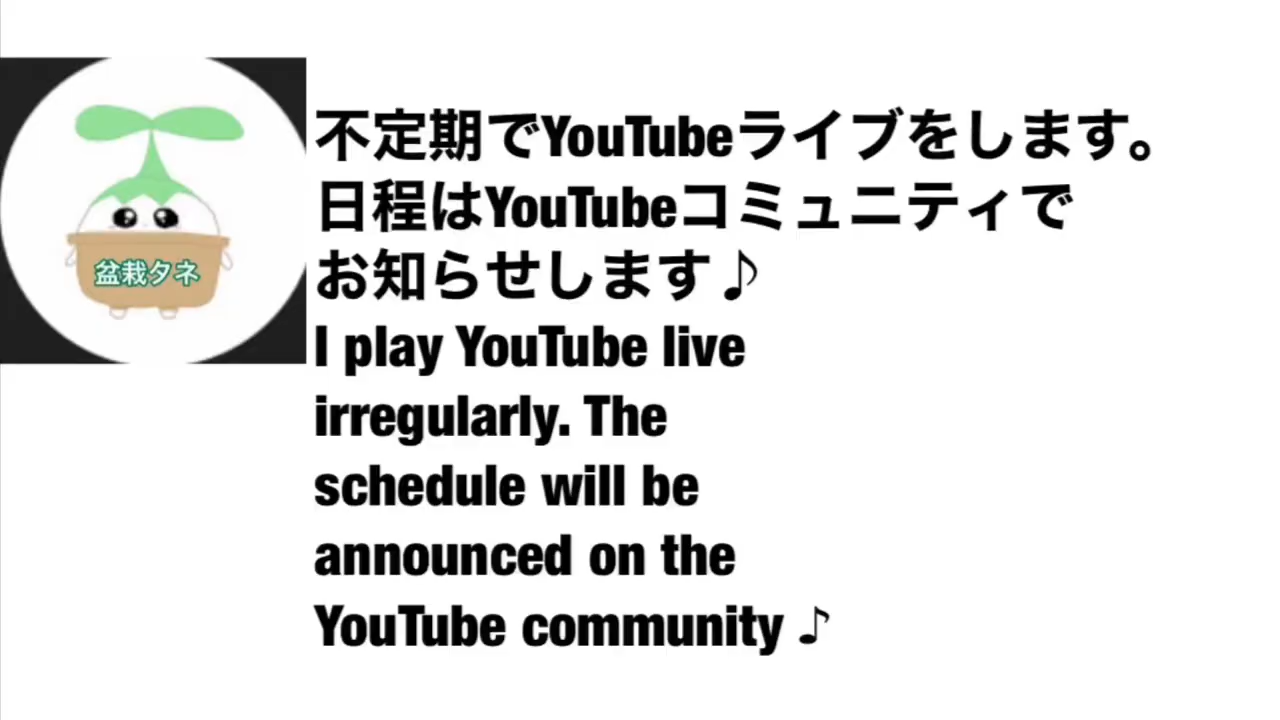 盆栽タネ
不定期でYouTubeライブをします。
日程はYouTubeコミュニティで
お知らせします♪
I play YouTube live
irregularly. The
schedule will be
announced on the
YouTube community ♪